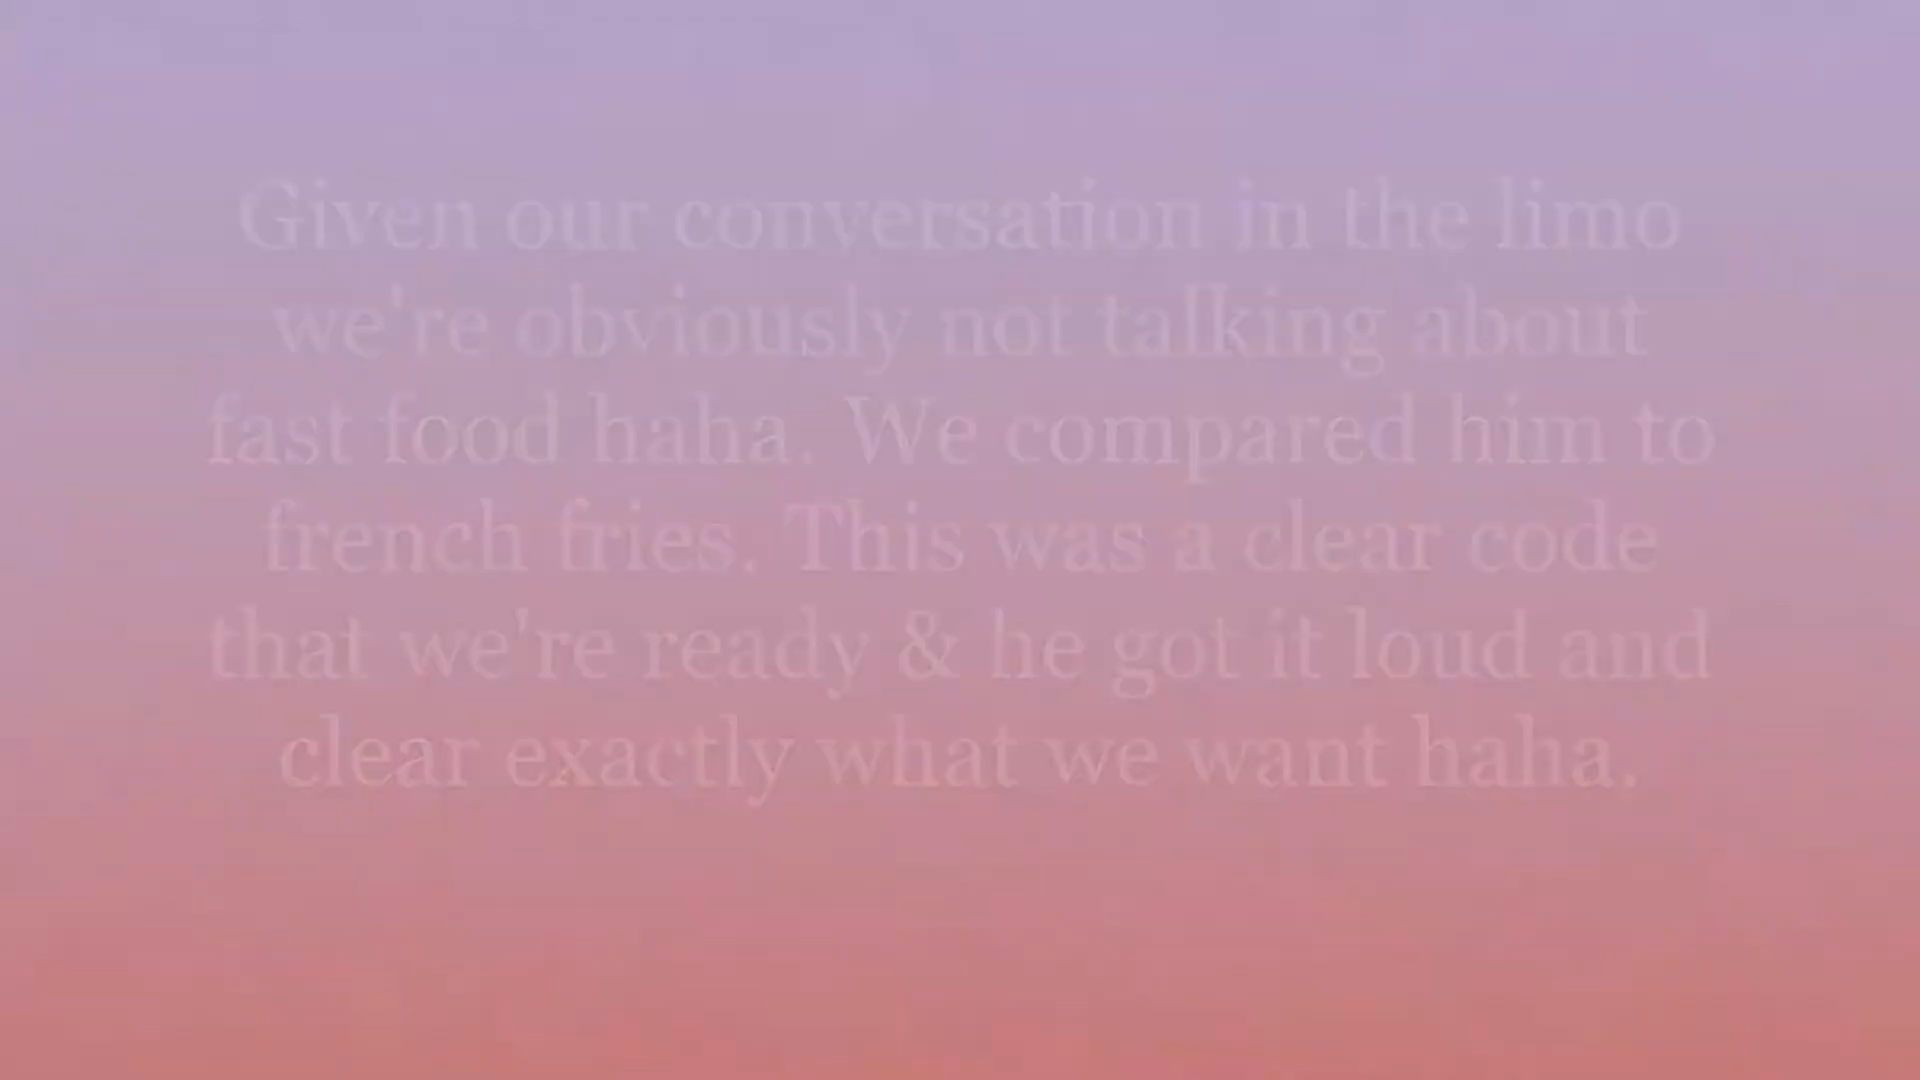 Given our conversation in the limo
we're obviously not talking about
fast food haha. We compared him to
french fries. This was a clear code
that we're ready & he got it loud and
clear exactly what we want haha.